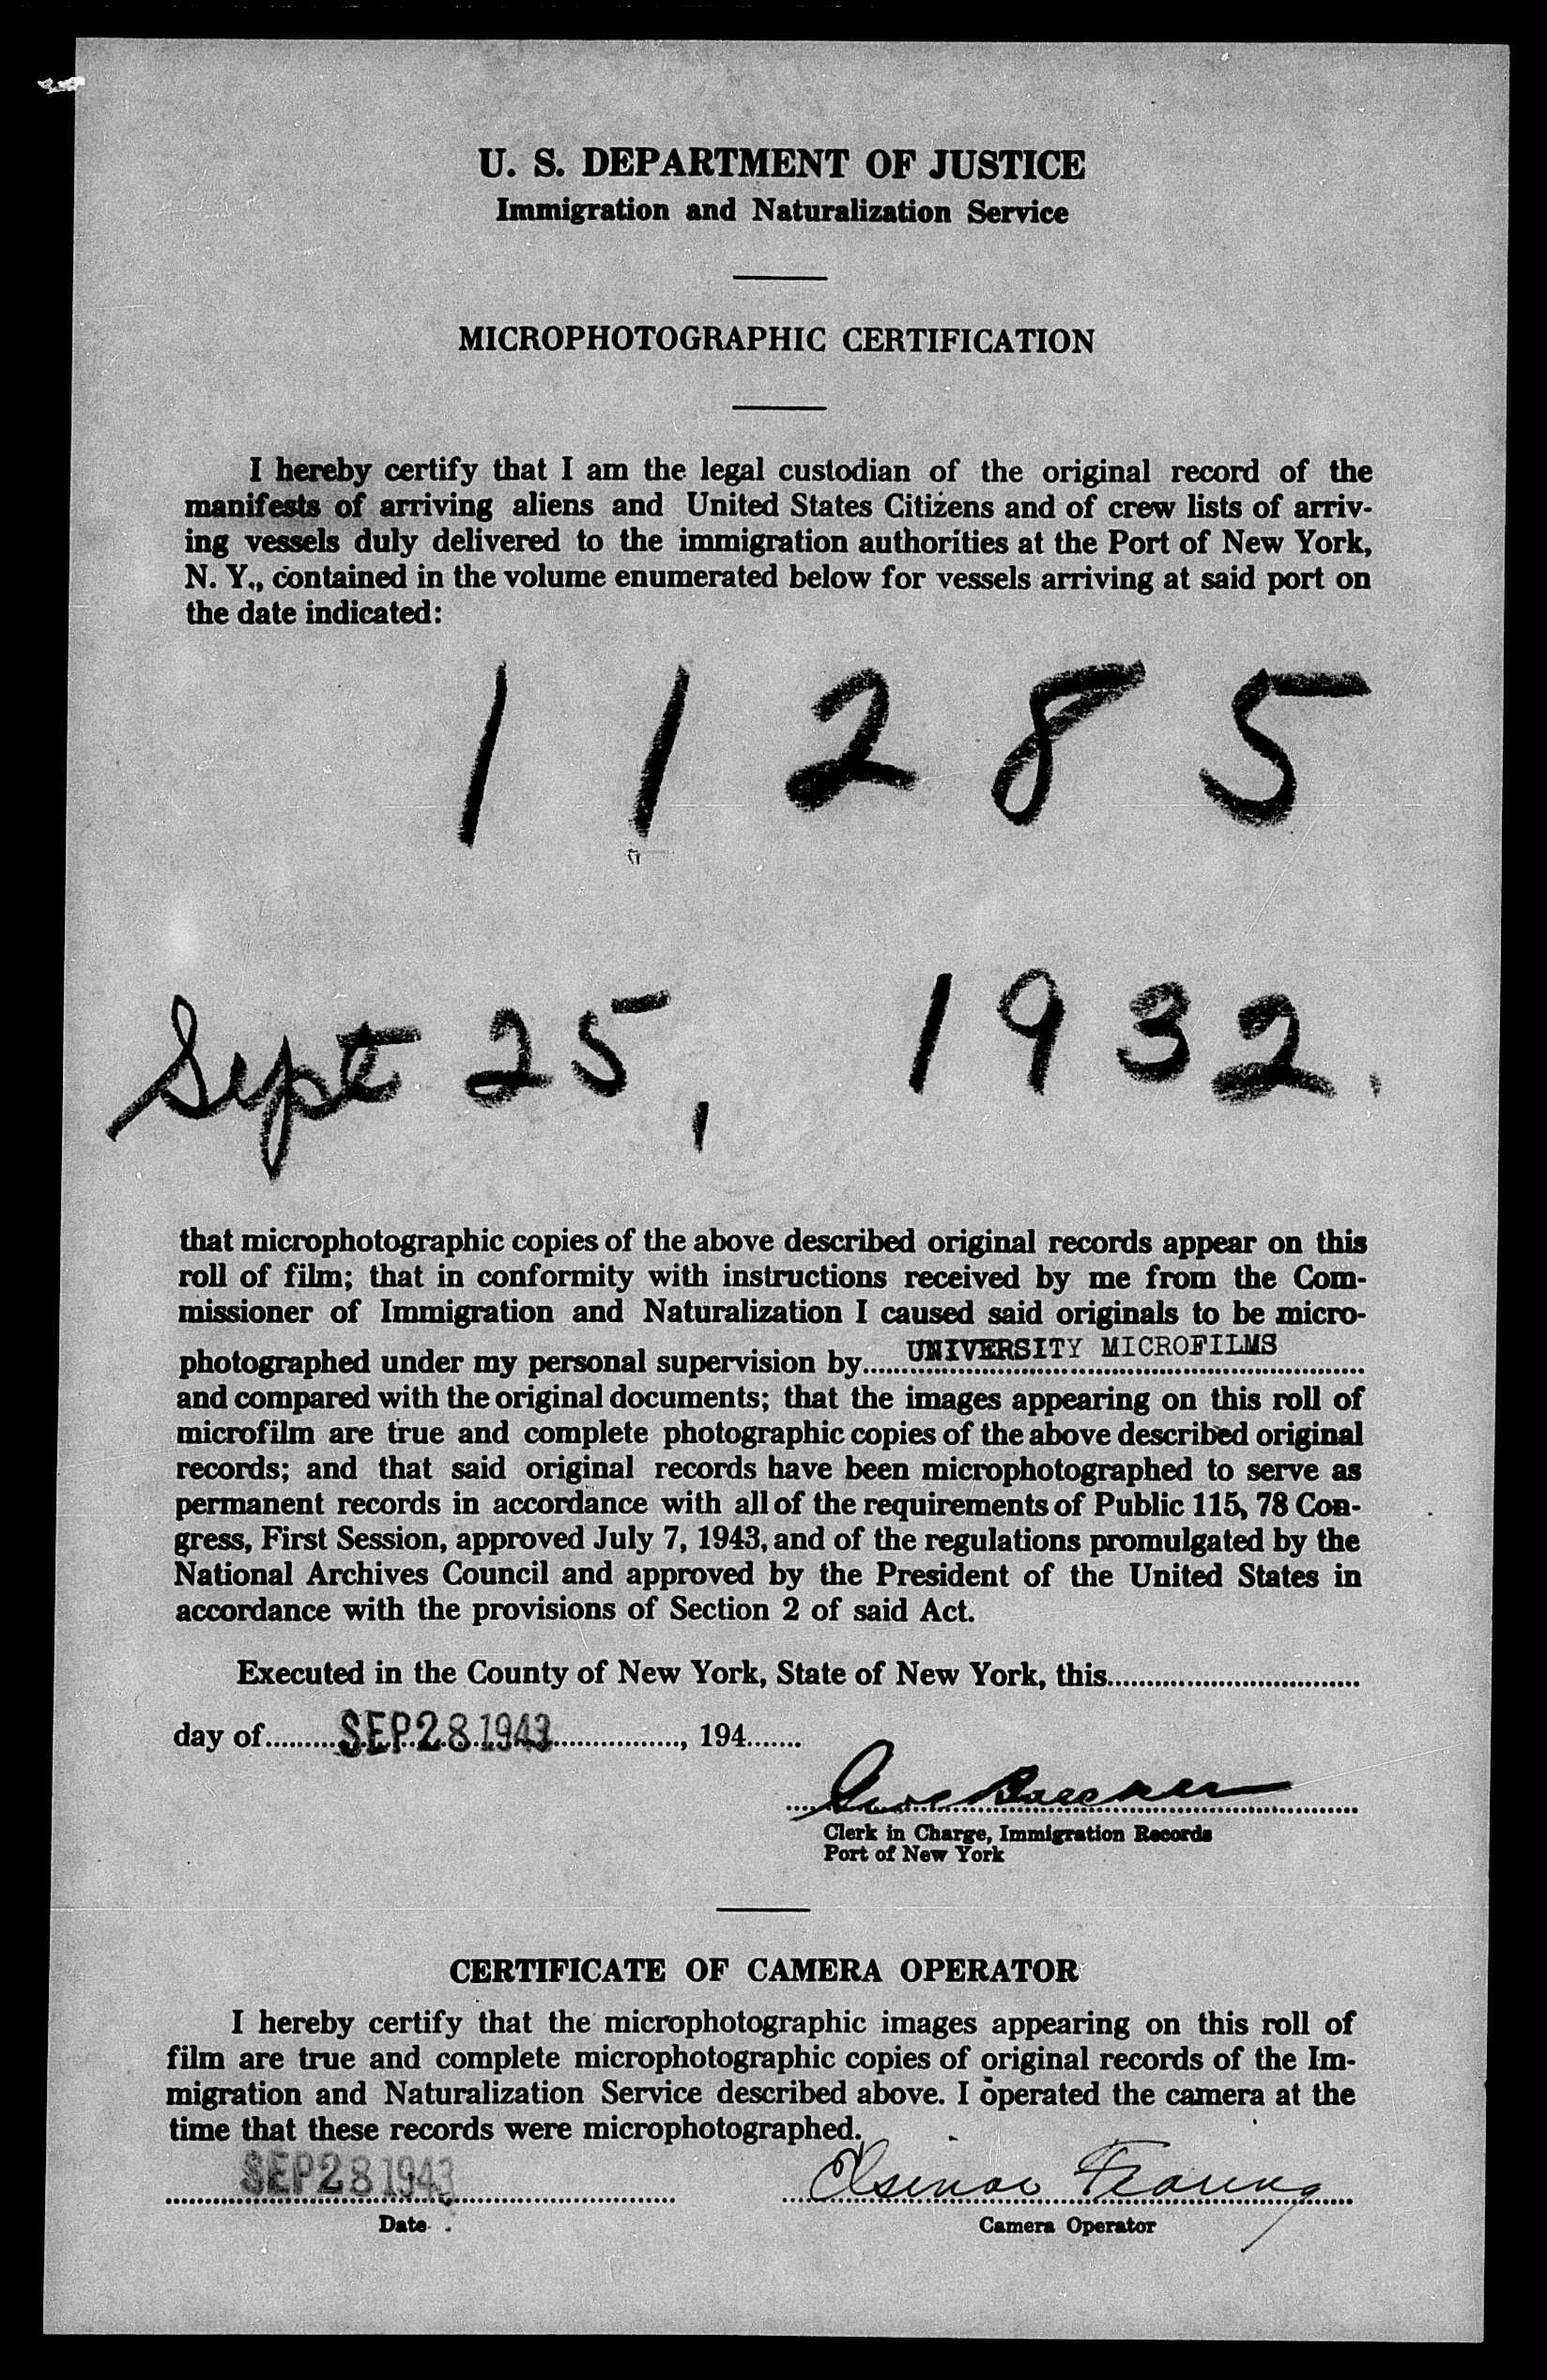 U. S. DEPARTMENT OF JUSTICE
Immigration and Naturalization Service
MICROPHOTOGRAPHIC CERTIFICATION
I hereby certify that I am the legal custodian of the original record of the
manifests of arriving aliens and United States Citizens and of crew lists of arriv-
ing vessels duly delivered to the immigration authorities at the Port of New York,
N. Y., contained in the volume enumerated below for vessels arriving at said port on
the date indicated:
11285
Sept 25, 1932.
that microphotographic copies of the above described original records appear on this
roll of film; that in conformity with instructions received by me from the Com-
missioner of Immigration and Naturalization I caused said originals to be micro-
photographed under my personal supervision by UNIVERSITY MICROFILMS
and compared with the original documents; that the images appearing on this roll of
microfilm are true and complete photographic copies of the above described original
records; and that said original records have been microphotographed to serve as
permanent records in accordance with all of the requirements of Public 115, 78 Con-
gress, First Session, approved July 7, 1943, and of the regulations promulgated by the
National Archives Council and approved by the President of the United States in
accordance with the provisions of Section 2 of said Act.
Executed in the County of New York, State of New York, this
day of SEP 28 1943, 194
Clerk in Charge, Immigration Records
Port of New York
CERTIFICATE OF CAMERA OPERATOR
I hereby certify that the microphotographic images appearing on this roll of
film are true and complete microphotographic copies of original records of the Im-
migration and Naturalization Service described above. I operated the camera at the
time that these records were microphotographed.
SEP 28 1943
Date
Camera Operator